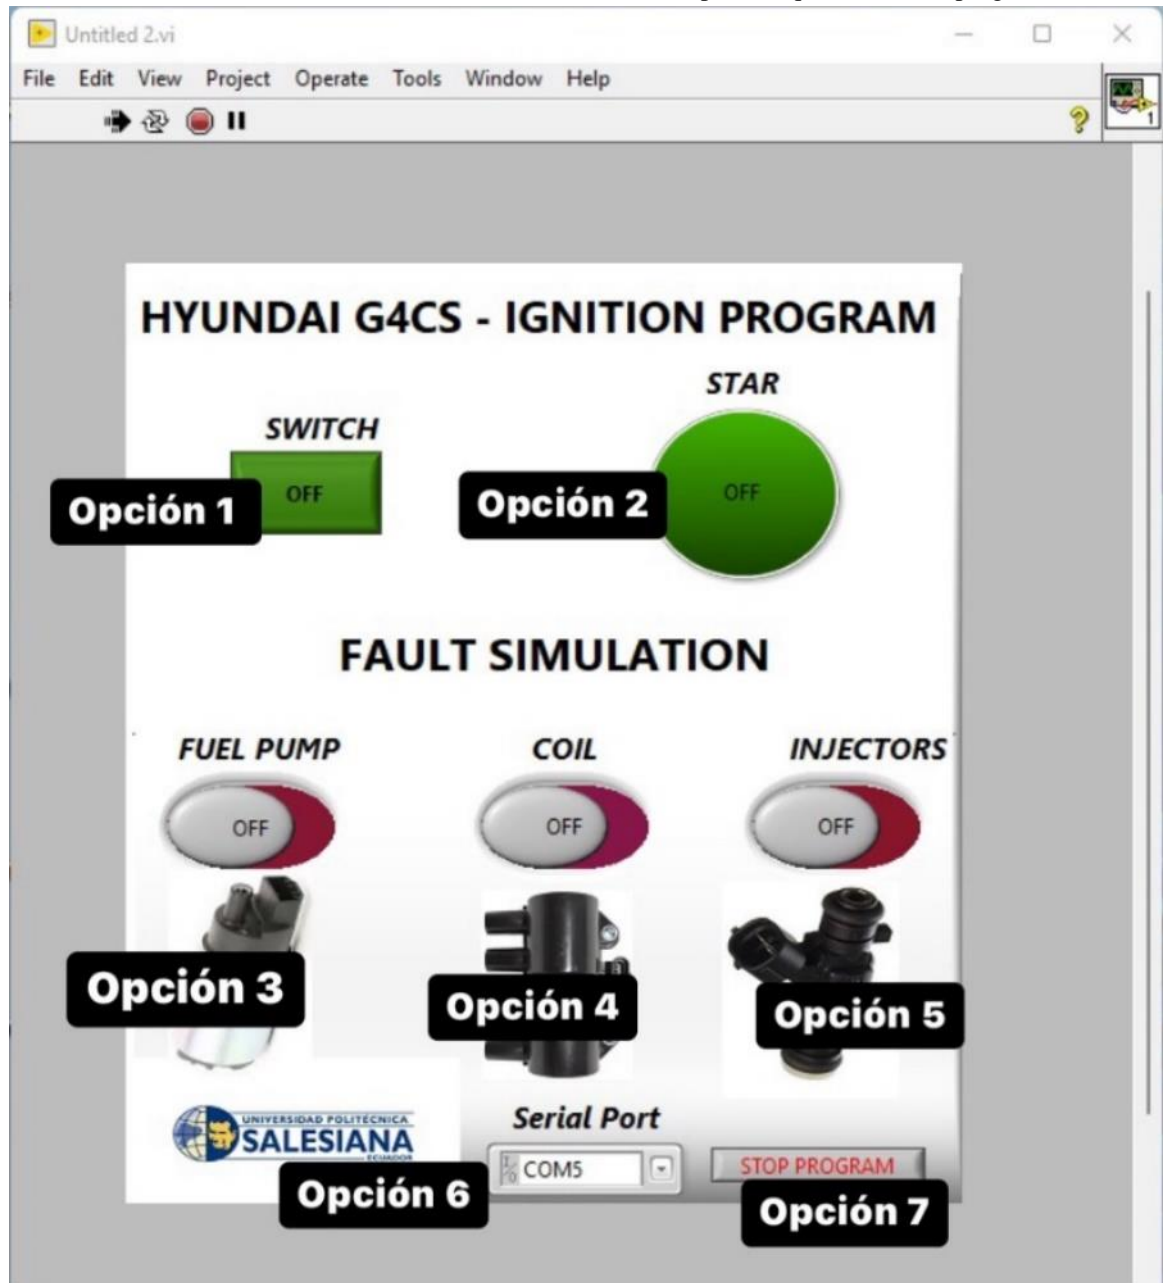 Untitled 2.vi
File Edit View Project Operate Tools Window Help
1
HYUNDAI G4CS - IGNITION PROGRAM
STAR
SWITCH
OFF
OFF
Opción 1
Opción 2
FAULT SIMULATION
FUEL PUMP COIL INJECTORS
OFF OFF OFF
Opción 3
Opción 4
Opción 5
UNIVERSIDAD POLITÉCNICA
SALESIANA
ECUADOR
Serial Port
COM5
STOP PROGRAM
Opción 6
Opción 7